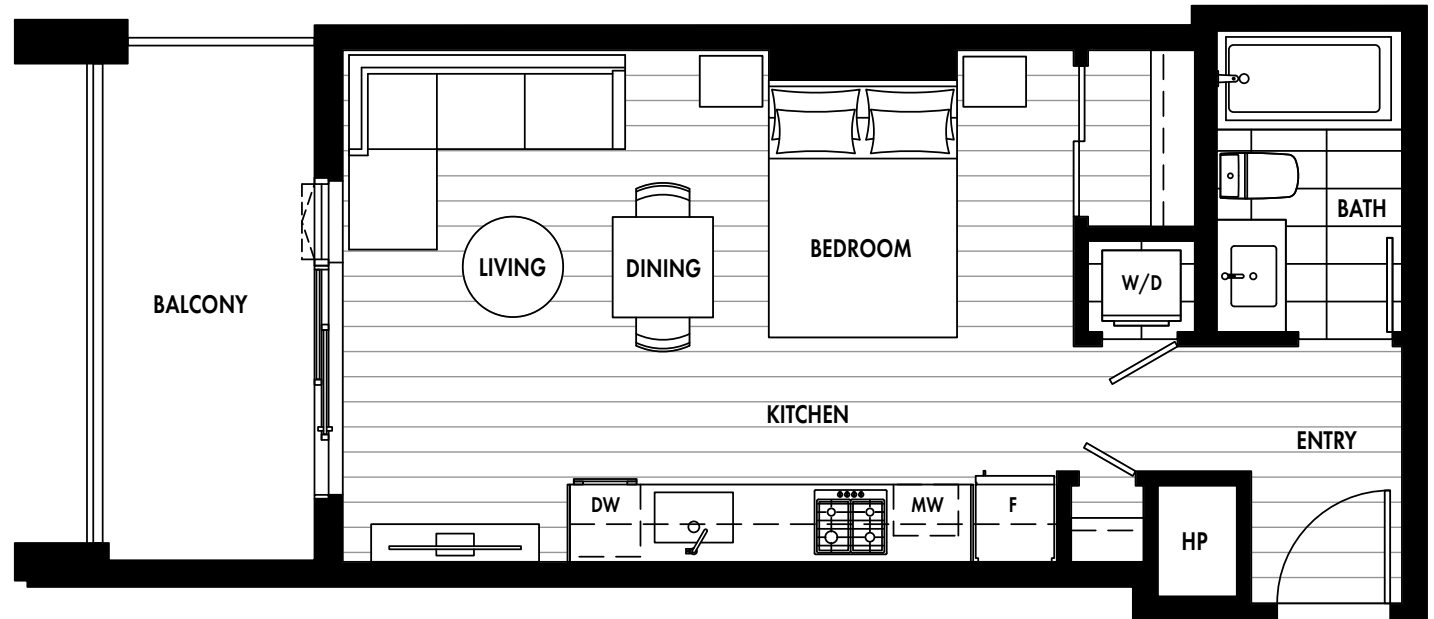 BATH
BEDROOM
LIVING
DINING
W/D
BALCONY
KITCHEN
ENTRY
DW
MW
F
HP